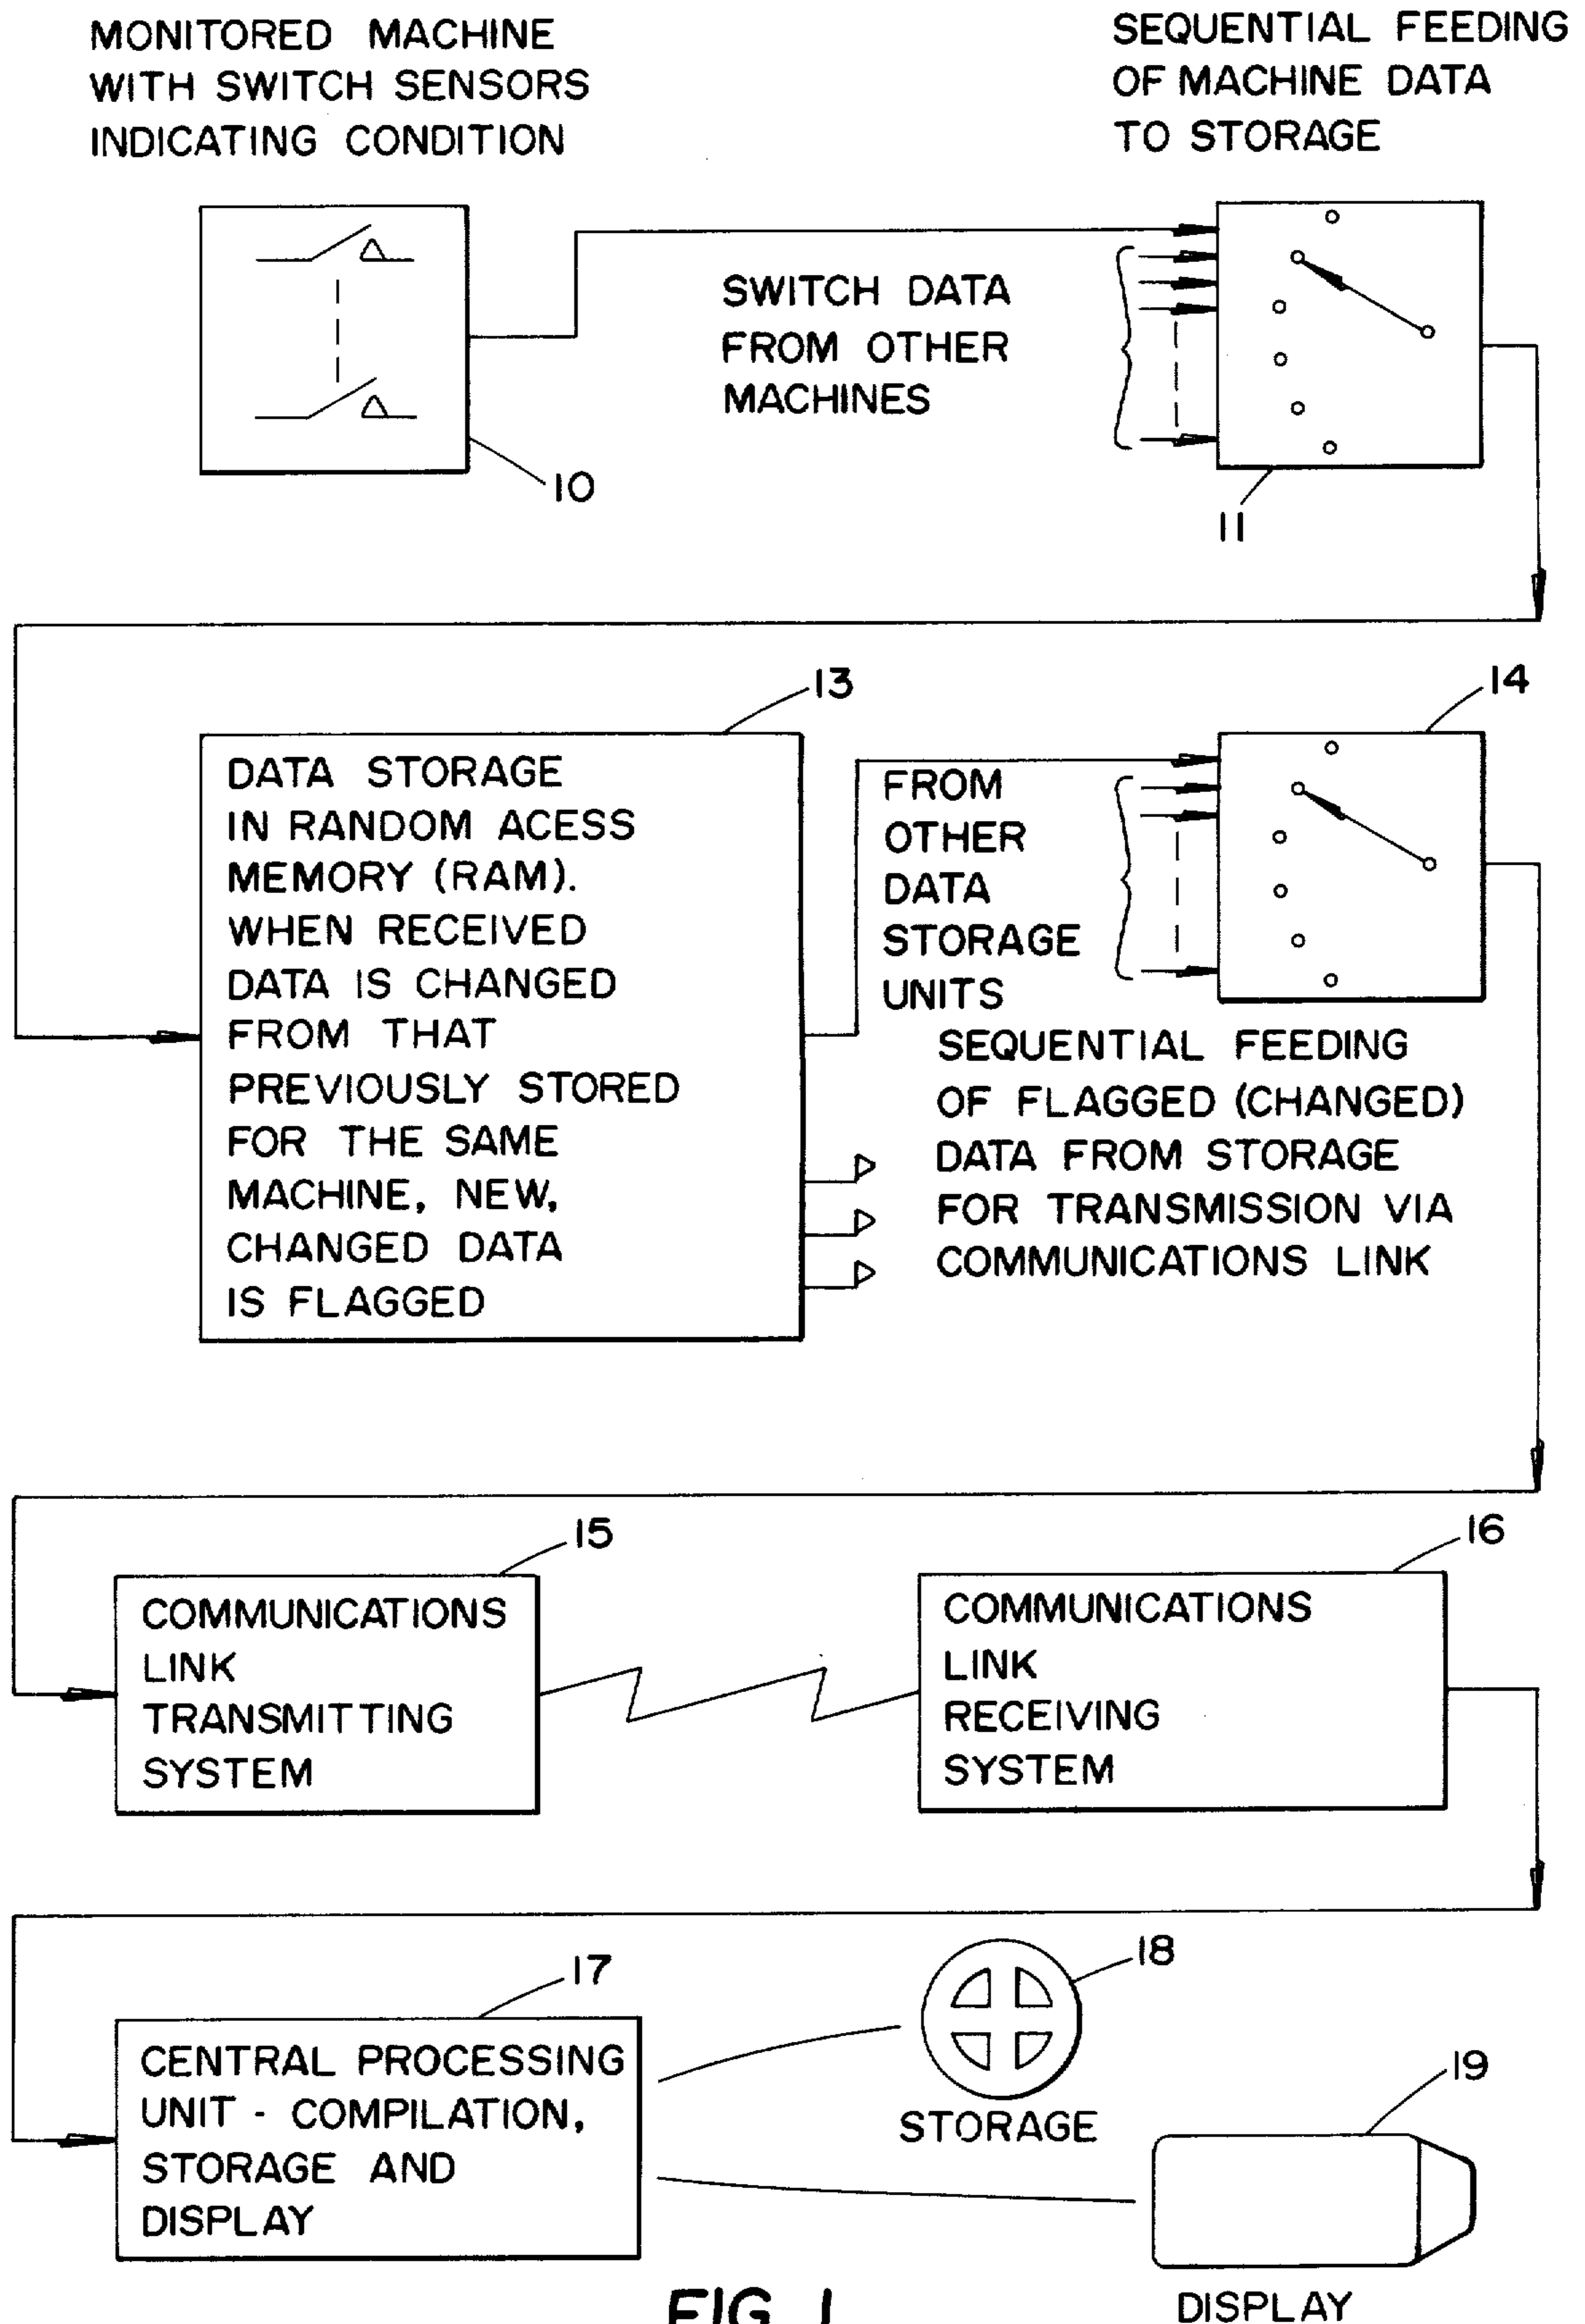 MONITORED MACHINE
WITH SWITCH SENSORS
INDICATING CONDITION
SEQUENTIAL FEEDING
OF MACHINE DATA
TO STORAGE
SWITCH DATA
FROM OTHER
MACHINES
10
11
13
14
DATA STORAGE
IN RANDOM ACESS
MEMORY (RAM).
WHEN RECEIVED
DATA IS CHANGED
FROM THAT
PREVIOUSLY STORED
FOR THE SAME
MACHINE, NEW,
CHANGED DATA
IS FLAGGED
FROM
OTHER
DATA
STORAGE
UNITS
SEQUENTIAL FEEDING
OF FLAGGED (CHANGED)
DATA FROM STORAGE
FOR TRANSMISSION VIA
COMMUNICATIONS LINK
15
16
COMMUNICATIONS
LINK
TRANSMITTING
SYSTEM
COMMUNICATIONS
LINK
RECEIVING
SYSTEM
17
18
CENTRAL PROCESSING
UNIT - COMPILATION,
STORAGE AND
DISPLAY
STORAGE
19
DISPLAY
FIG. 1